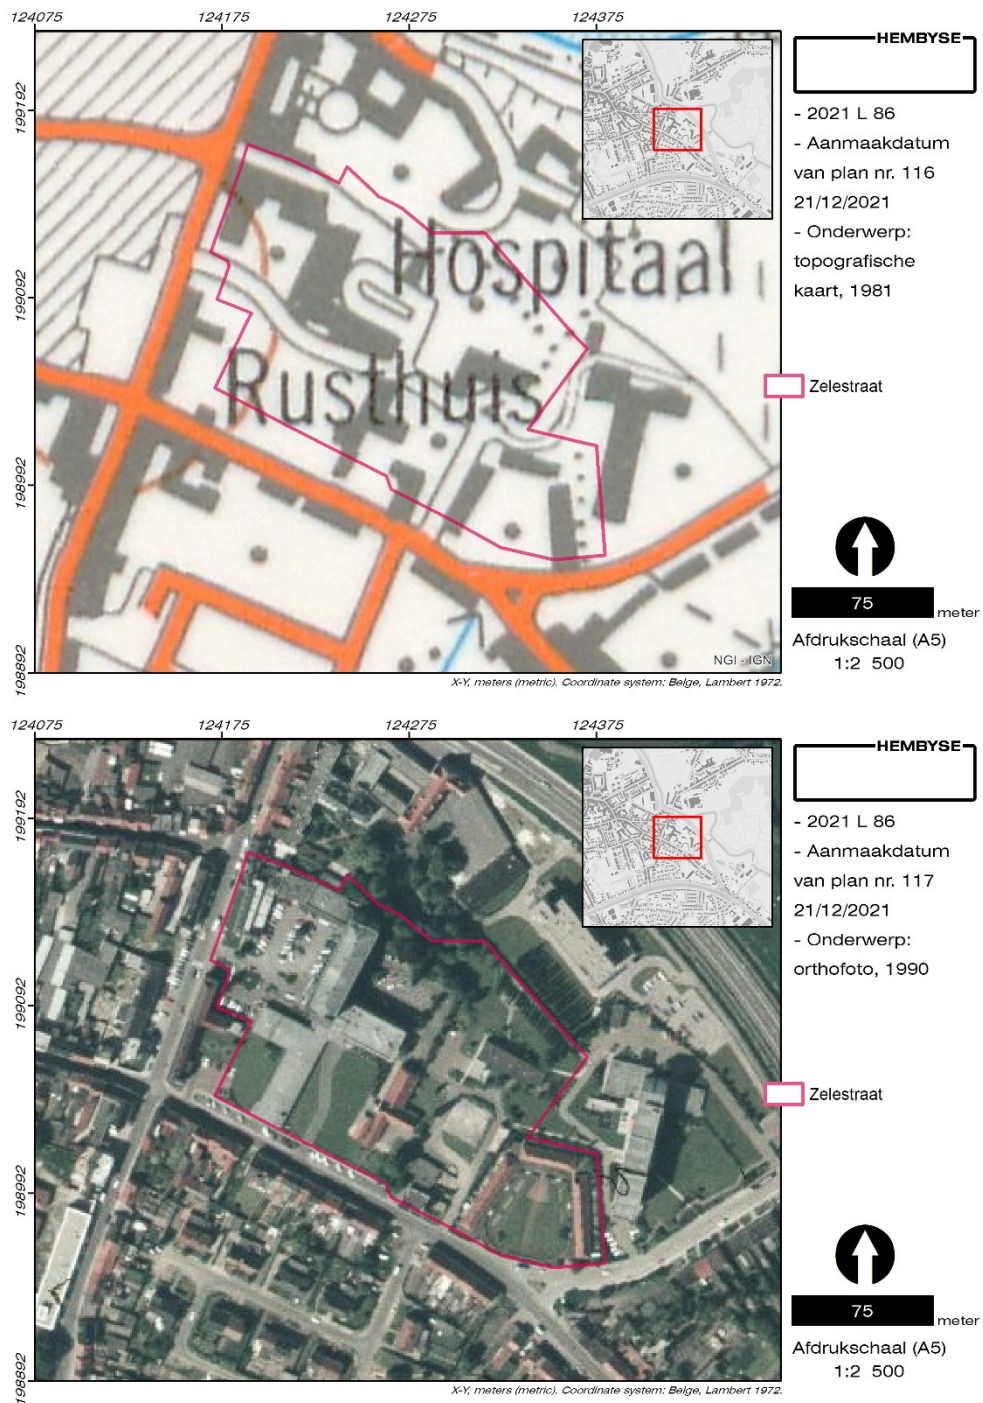 124075 124175 124275 124375
199192
199092
198992
198892
Hospitaal
Rusthuis
NGI - IGN
X-Y, meters (metric). Coordinate system: Belge, Lambert 1972.
HEMBYSE
- 2021 L 86
- Aanmaakdatum
van plan nr. 116
21/12/2021
- Onderwerp:
topografische
kaart, 1981
Zelestraat
75
meter
Afdrukschaal (A5)
1:2 500
124075 124175 124275 124375
199192
199092
198992
198892
X-Y, meters (metric). Coordinate system: Belge, Lambert 1972.
HEMBYSE
- 2021 L 86
- Aanmaakdatum
van plan nr. 117
21/12/2021
- Onderwerp:
orthofoto, 1990
Zelestraat
75
meter
Afdrukschaal (A5)
1:2 500